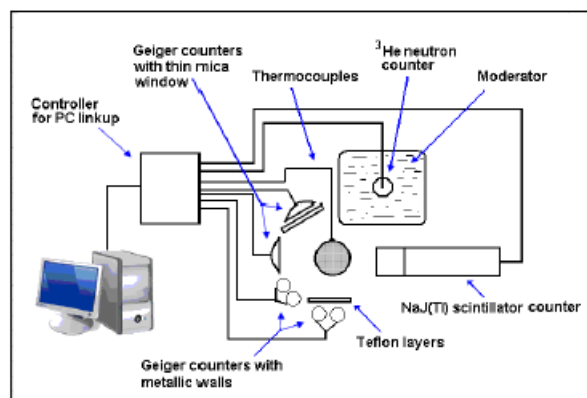 Geiger counters
with thin mica
window
Thermocouples
³He neutron
counter
Moderator
Controller
for PC linkup
NaJ(Tl) scintillator counter
Teflon layers
Geiger counters with
metallic walls